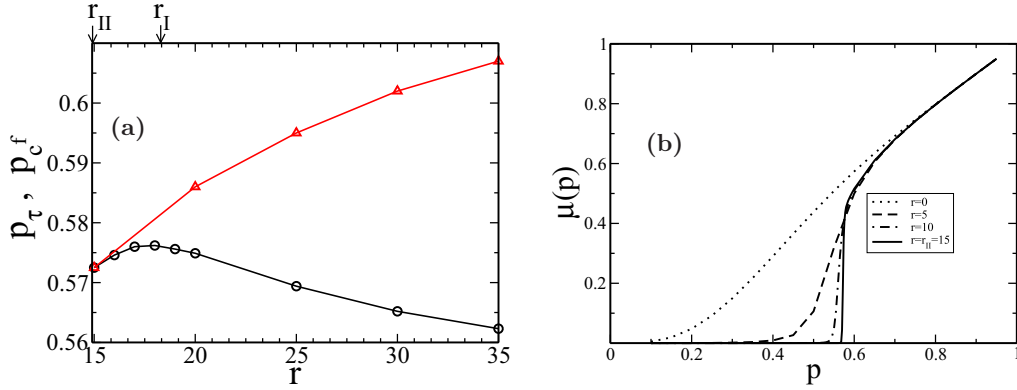 r_II r_I
(a)
p_τ , p_c^f
0.6
0.59
0.58
0.57
0.56
15 20 25 30 35
r
(b)
μ(p)
1
0.8
0.6
0.4
0.2
r=0
r=5
r=10
r=r_II=15
0 0.2 0.4 0.6 0.8 1
p